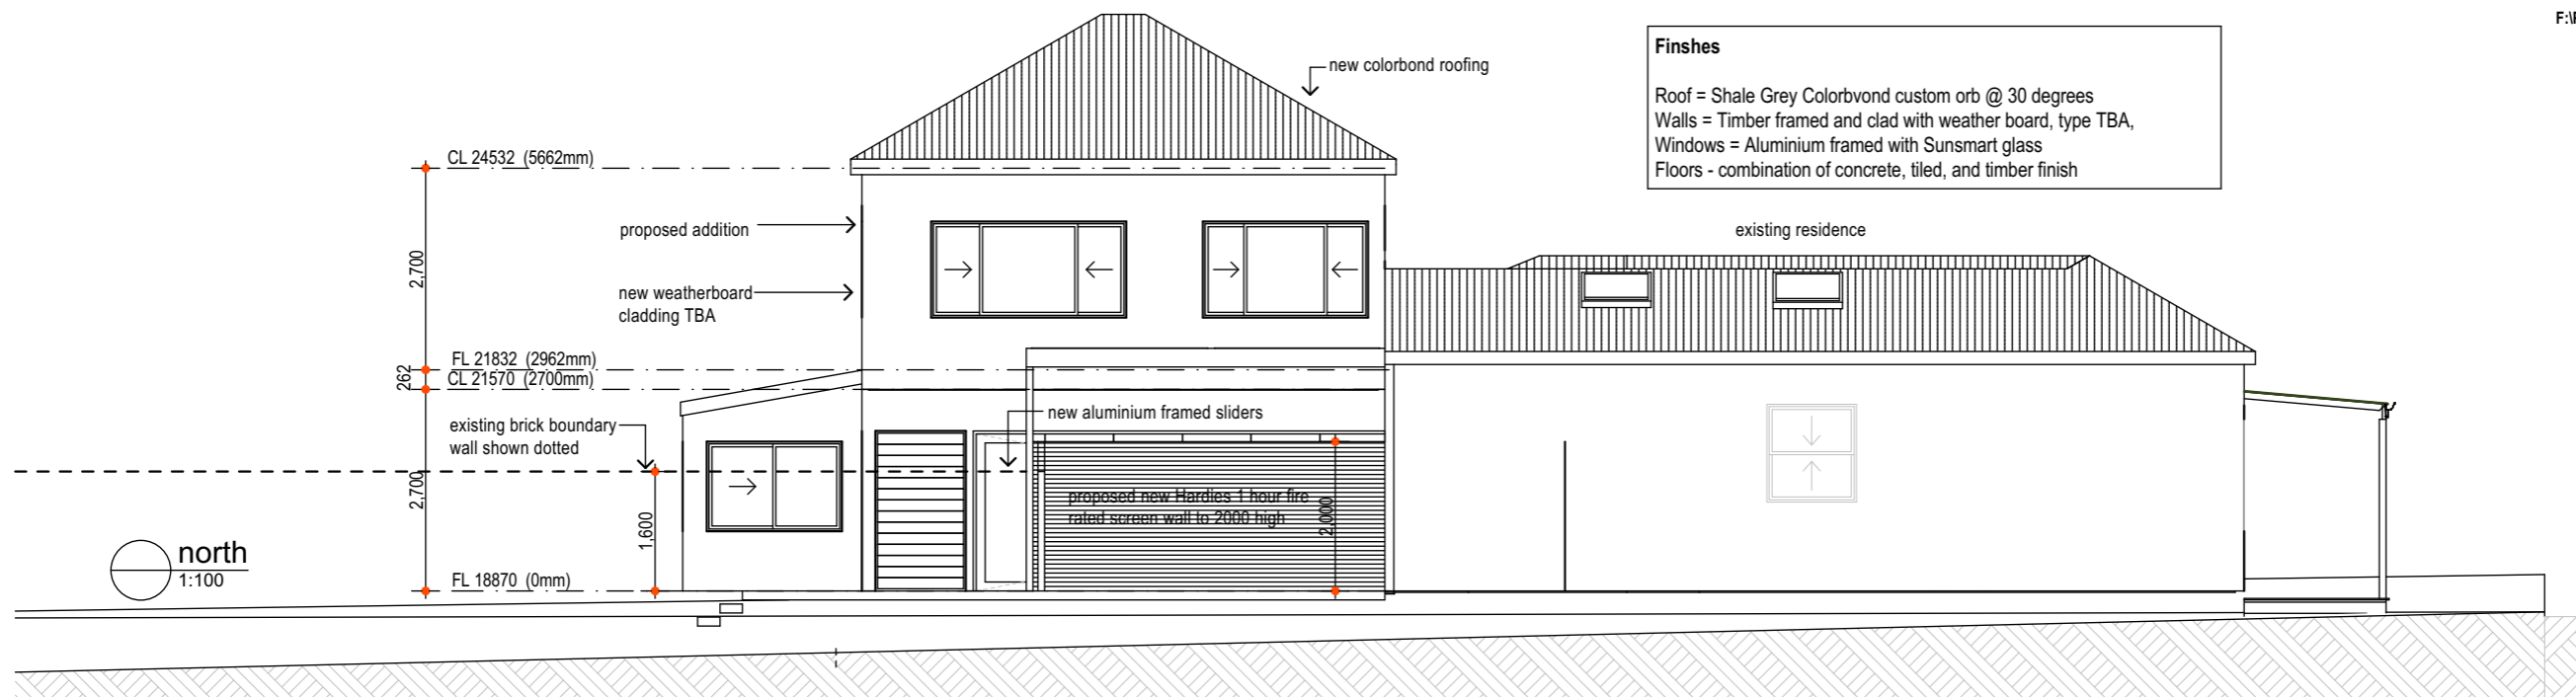 F:\
new colorbond roofing
Finshes
Roof = Shale Grey Colorbvond custom orb @ 30 degrees
Walls = Timber framed and clad with weather board, type TBA,
Windows = Aluminium framed with Sunsmart glass
Floors - combination of concrete, tiled, and timber finish
CL 24532 (5662mm)
proposed addition
existing residence
2,700
new weatherboard
cladding TBA
FL 21832 (2962mm)
262
CL 21570 (2700mm)
existing brick boundary
wall shown dotted
new aluminium framed sliders
2,700
proposed new Hardies 1 hour fire
rated screen wall to 2000 high
2,000
1,600
north
1:100
FL 18870 (0mm)